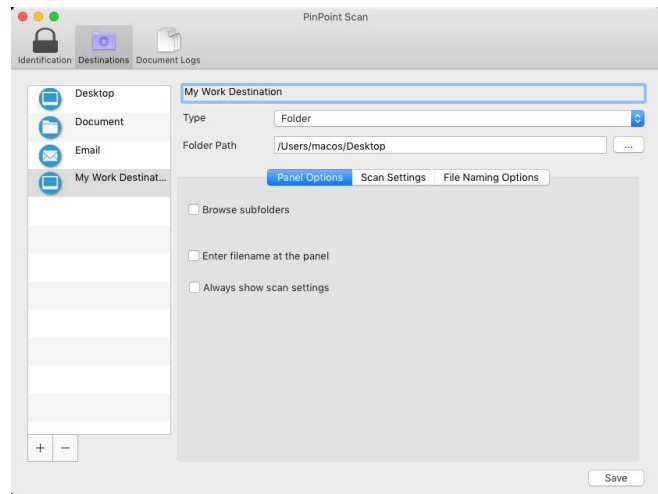 PinPoint Scan
Identification Destinations Document Logs
Desktop
Document
Email
My Work Destinat...
My Work Destination
Type Folder
Folder Path /Users/macos/Desktop ...
Panel Options Scan Settings File Naming Options
Browse subfolders
Enter filename at the panel
Always show scan settings
+ −
Save